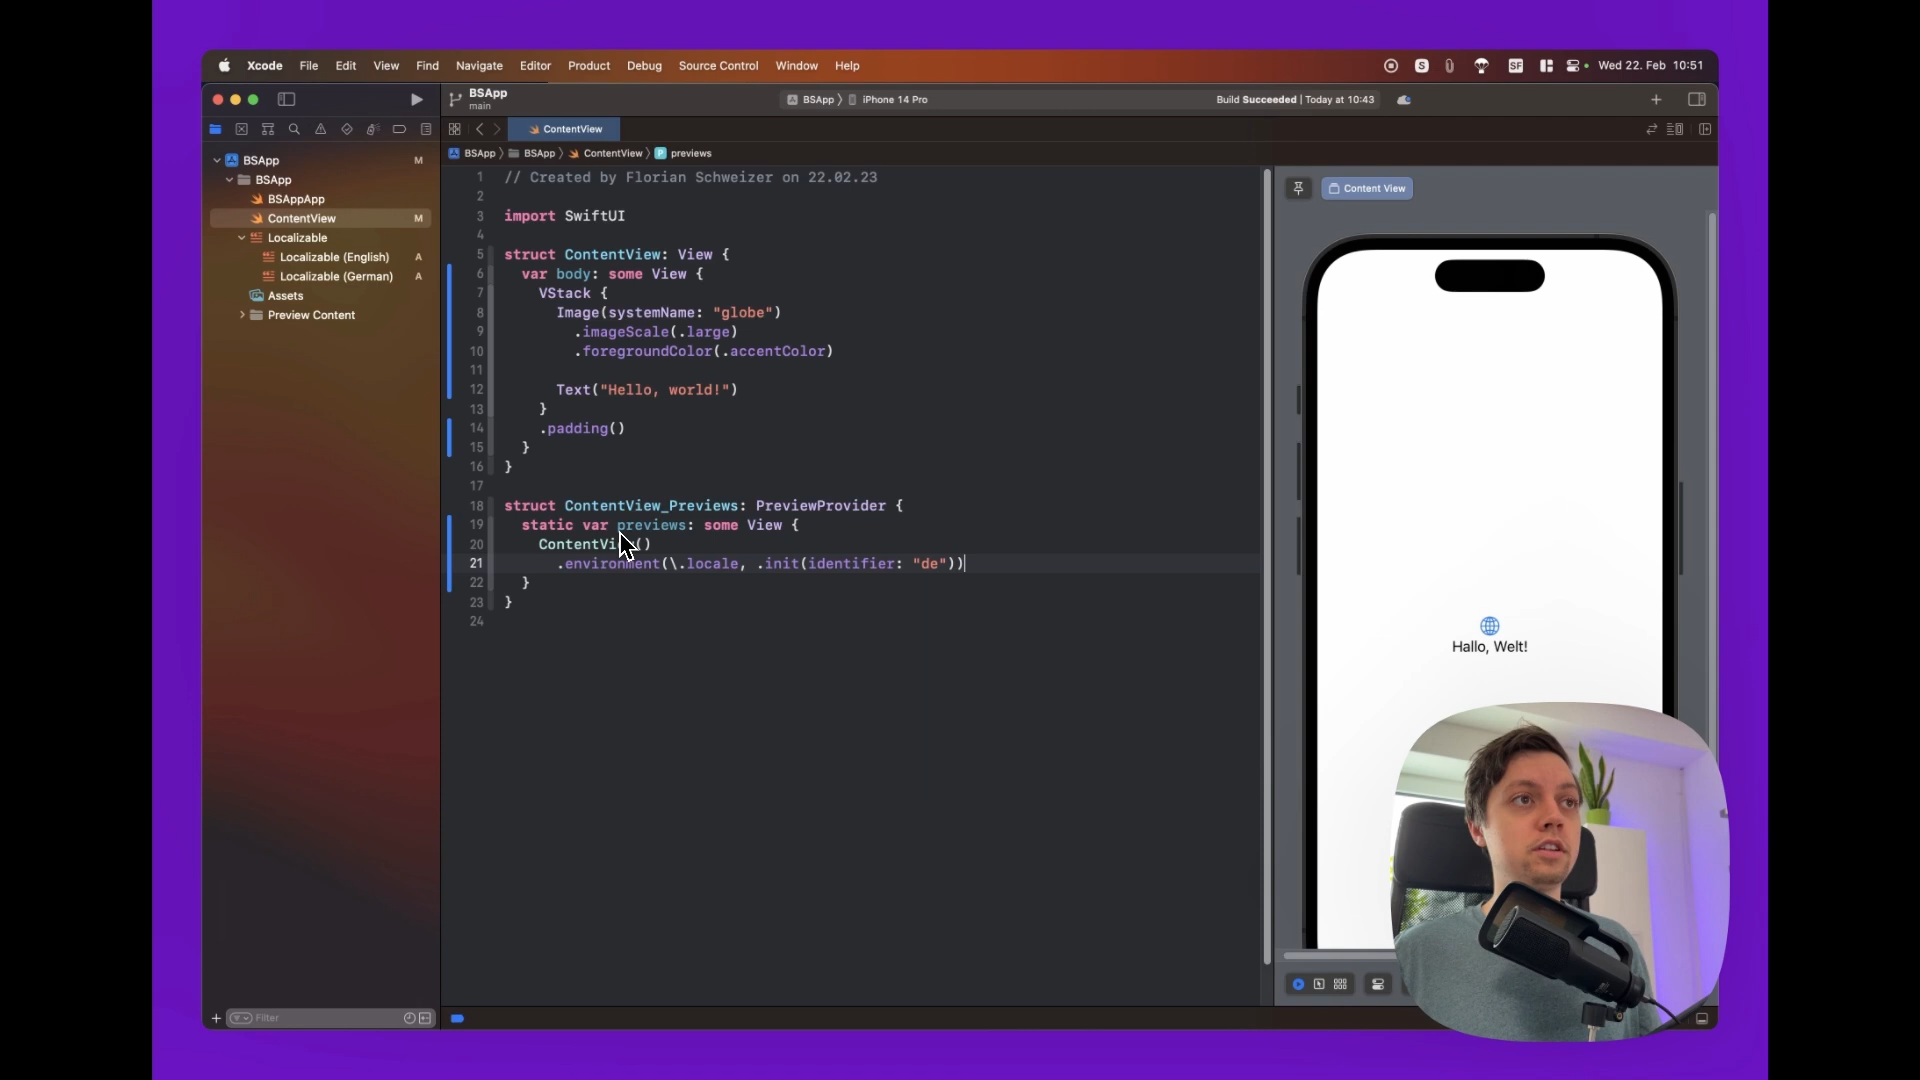 Xcode File Edit View Find Navigate Editor Product Debug Source Control Window Help
S SF Wed 22. Feb 10:51
BSApp
main
BSApp 〉 iPhone 14 Pro
Build Succeeded | Today at 10:43
ContentView
BSApp 〉 BSApp 〉 ContentView 〉 P previews
BSApp M
BSApp
BSAppApp
ContentView M
Localizable
Localizable (English) A
Localizable (German) A
Assets
Preview Content
Filter
1 // Created by Florian Schweizer on 22.02.23
2
3 import SwiftUI
4
5 struct ContentView: View {
6 var body: some View {
7 VStack {
8 Image(systemName: "globe")
9 .imageScale(.large)
10 .foregroundColor(.accentColor)
11
12 Text("Hello, world!")
13 }
14 .padding()
15 }
16 }
17
18 struct ContentView_Previews: PreviewProvider {
19 static var previews: some View {
20 ContentView()
21 .environment(\.locale, .init(identifier: "de"))
22 }
23 }
24
Content View
Hallo, Welt!